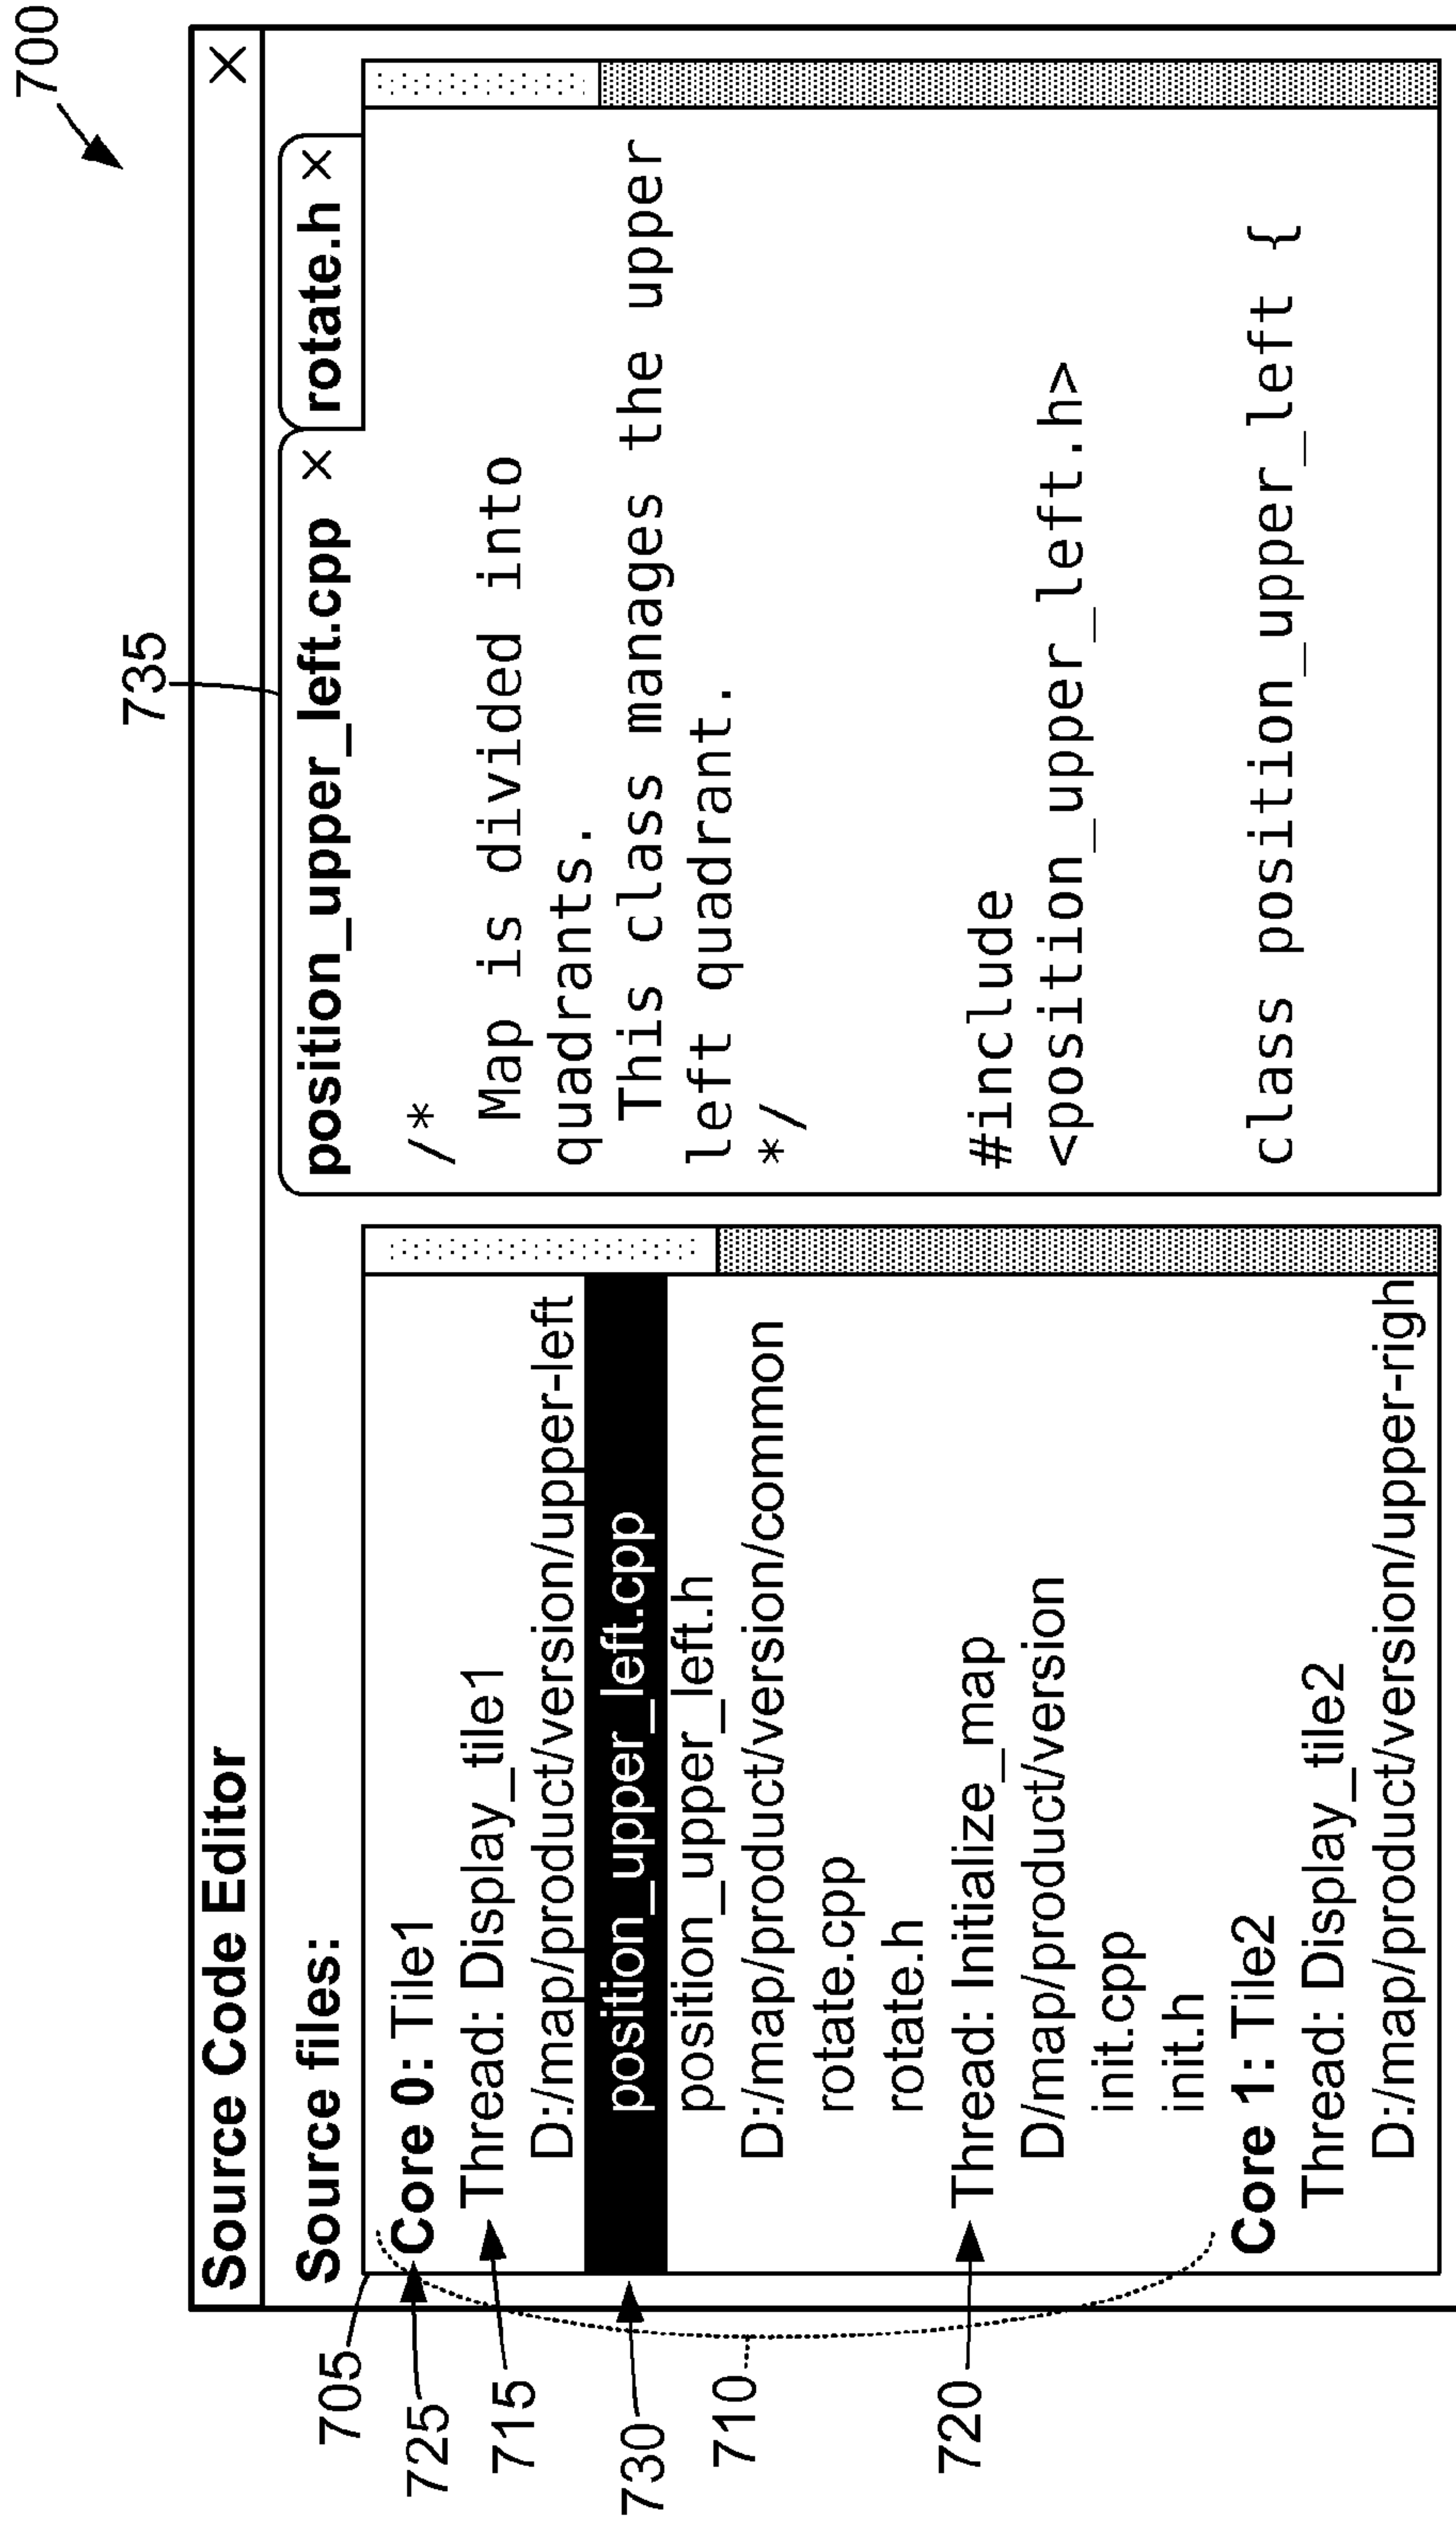 700
735
Source Code Editor ×
Source files:
705
725
715
730
710
720
Core 0: Tile1
Thread: Display_tile1
D:/map/product/version/upper-left
position_upper_left.cpp
position_upper_left.h
D:/map/product/version/common
rotate.cpp
rotate.h
Thread: Initialize_map
D/map/product/version
init.cpp
init.h
Core 1: Tile2
Thread: Display_tile2
D:/map/product/version/upper-righ
position_upper_left.cpp × rotate.h ×
/*
Map is divided into
quadrants.
This class manages the upper
left quadrant.
*/
#include
<position_upper_left.h>
class position_upper_left {